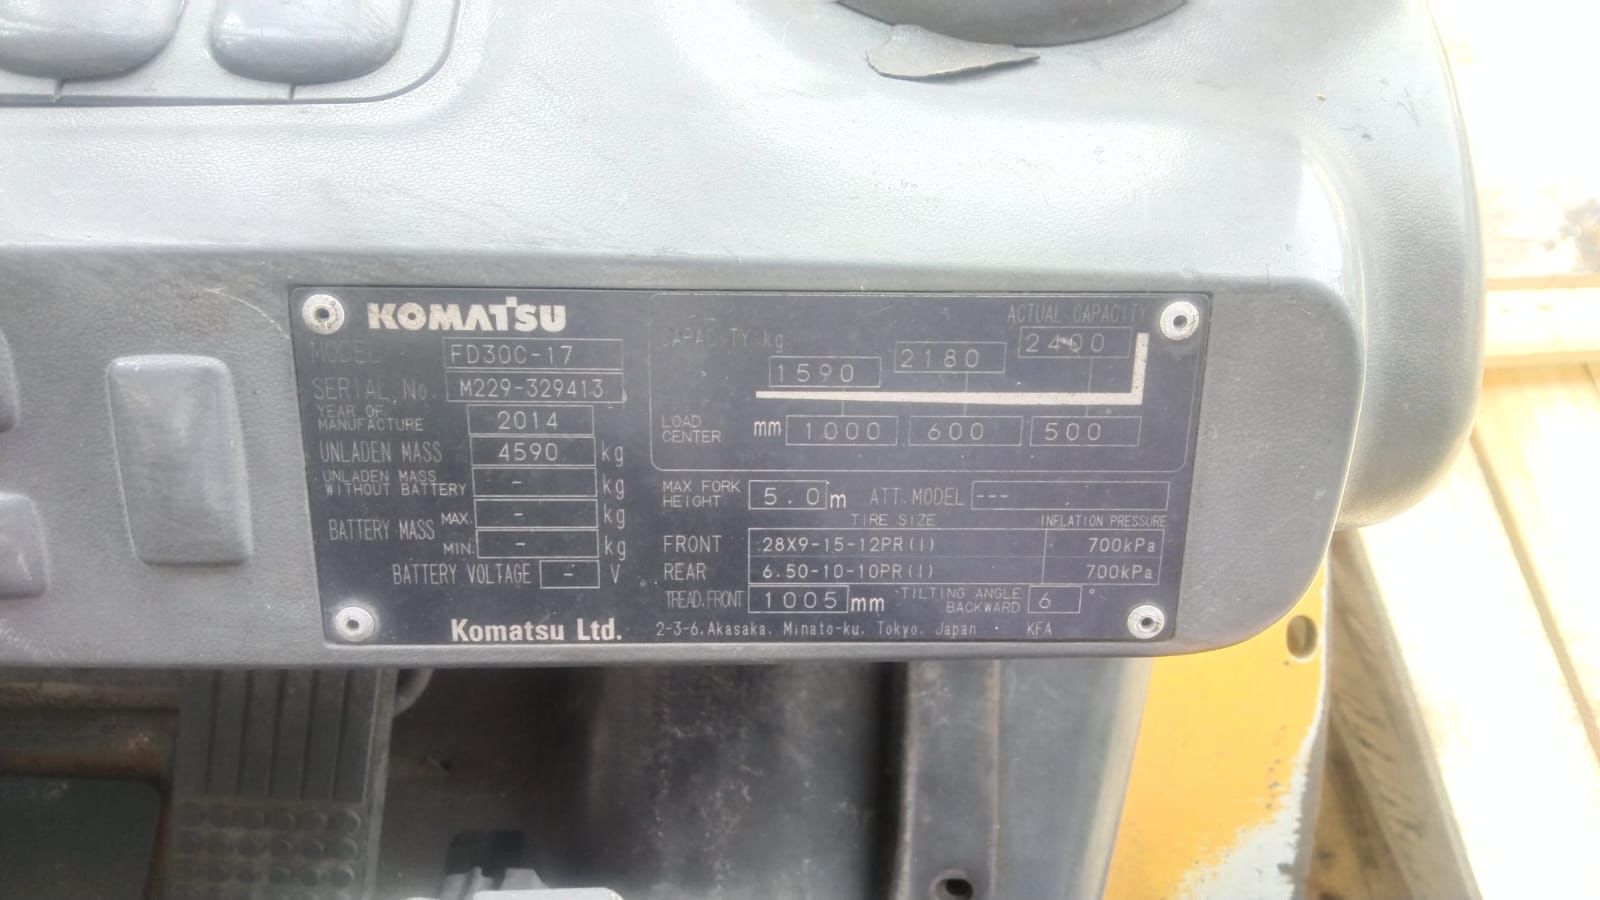 KOMATSU
MODEL FD30C-17
SERIAL No. M229-329413
YEAR OF MANUFACTURE 2014
UNLADEN MASS 4590 kg
UNLADEN MASS WITHOUT BATTERY - kg
BATTERY MASS MAX. - kg
MIN. - kg
BATTERY VOLTAGE - V
Komatsu Ltd.
ACTUAL CAPACITY
CAPACITY kg 1590 2180 2400
LOAD CENTER mm 1000 600 500
MAX FORK HEIGHT 5.0 m ATT. MODEL ---
TIRE SIZE INFLATION PRESSURE
FRONT 28X9-15-12PR(I) 700kPa
REAR 6.50-10-10PR(I) 700kPa
TREAD.FRONT 1005 mm TILTING ANGLE BACKWARD 6 °
2-3-6, Akasaka, Minato-ku, Tokyo, Japan KFA